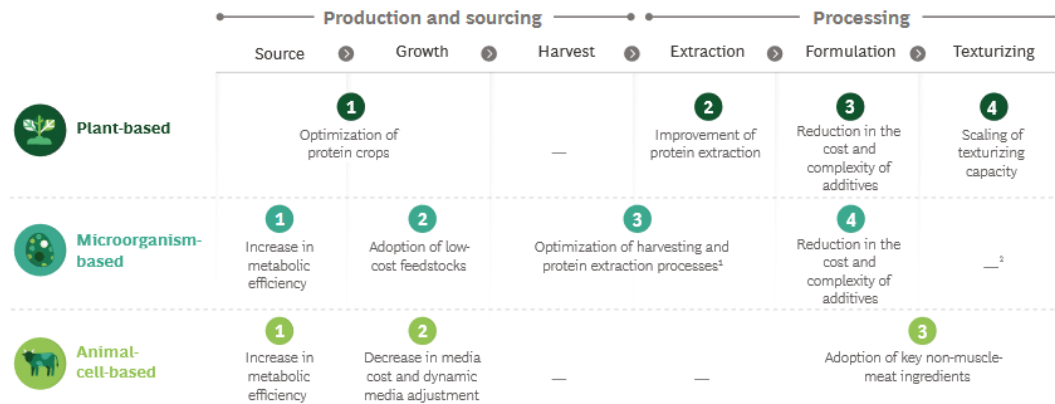 Production and sourcing
Processing
Source
Growth
Harvest
Extraction
Formulation
Texturizing
Plant-based
1
Optimization of
protein crops
—
2
Improvement of
protein extraction
3
Reduction in the
cost and
complexity of
additives
4
Scaling of
texturizing
capacity
Microorganism-
based
1
Increase in
metabolic
efficiency
2
Adoption of low-
cost feedstocks
3
Optimization of harvesting and
protein extraction processes¹
4
Reduction in the
cost and
complexity of
additives
—²
Animal-
cell-based
1
Increase in
metabolic
efficiency
2
Decrease in media
cost and dynamic
media adjustment
—
—
3
Adoption of key non-muscle-
meat ingredients